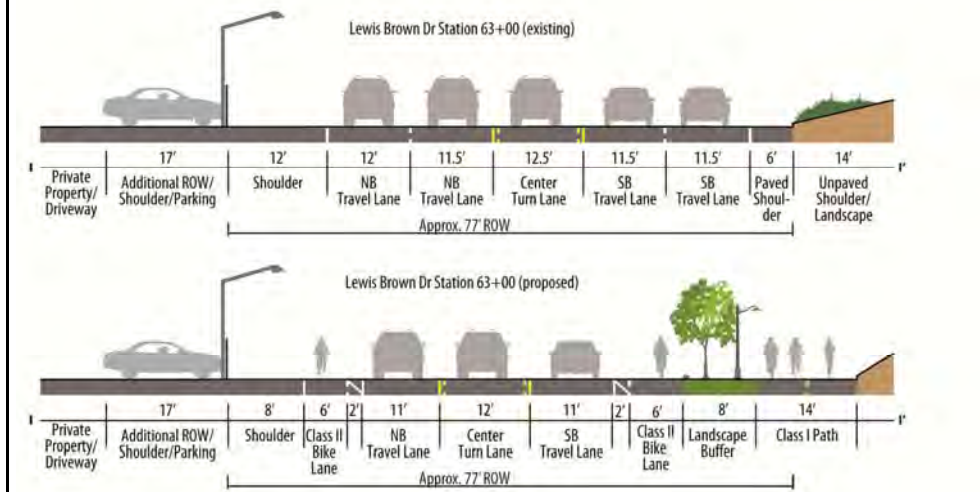 Lewis Brown Dr Station 63+00 (existing)
17' 12' 12' 11.5' 12.5' 11.5' 11.5' 6' 14'
Private Property/ Driveway
Additional ROW/ Shoulder/Parking
Shoulder
NB Travel Lane
NB Travel Lane
Center Turn Lane
SB Travel Lane
SB Travel Lane
Paved Shoul- der
Unpaved Shoulder/ Landscape
Approx. 77' ROW
Lewis Brown Dr Station 63+00 (proposed)
17' 8' 6' 2' 11' 12' 11' 2' 6' 8' 14'
Private Property/ Driveway
Additional ROW/ Shoulder/Parking
Shoulder
Class II Bike Lane
NB Travel Lane
Center Turn Lane
SB Travel Lane
Class II Bike Lane
Landscape Buffer
Class I Path
Approx. 77' ROW